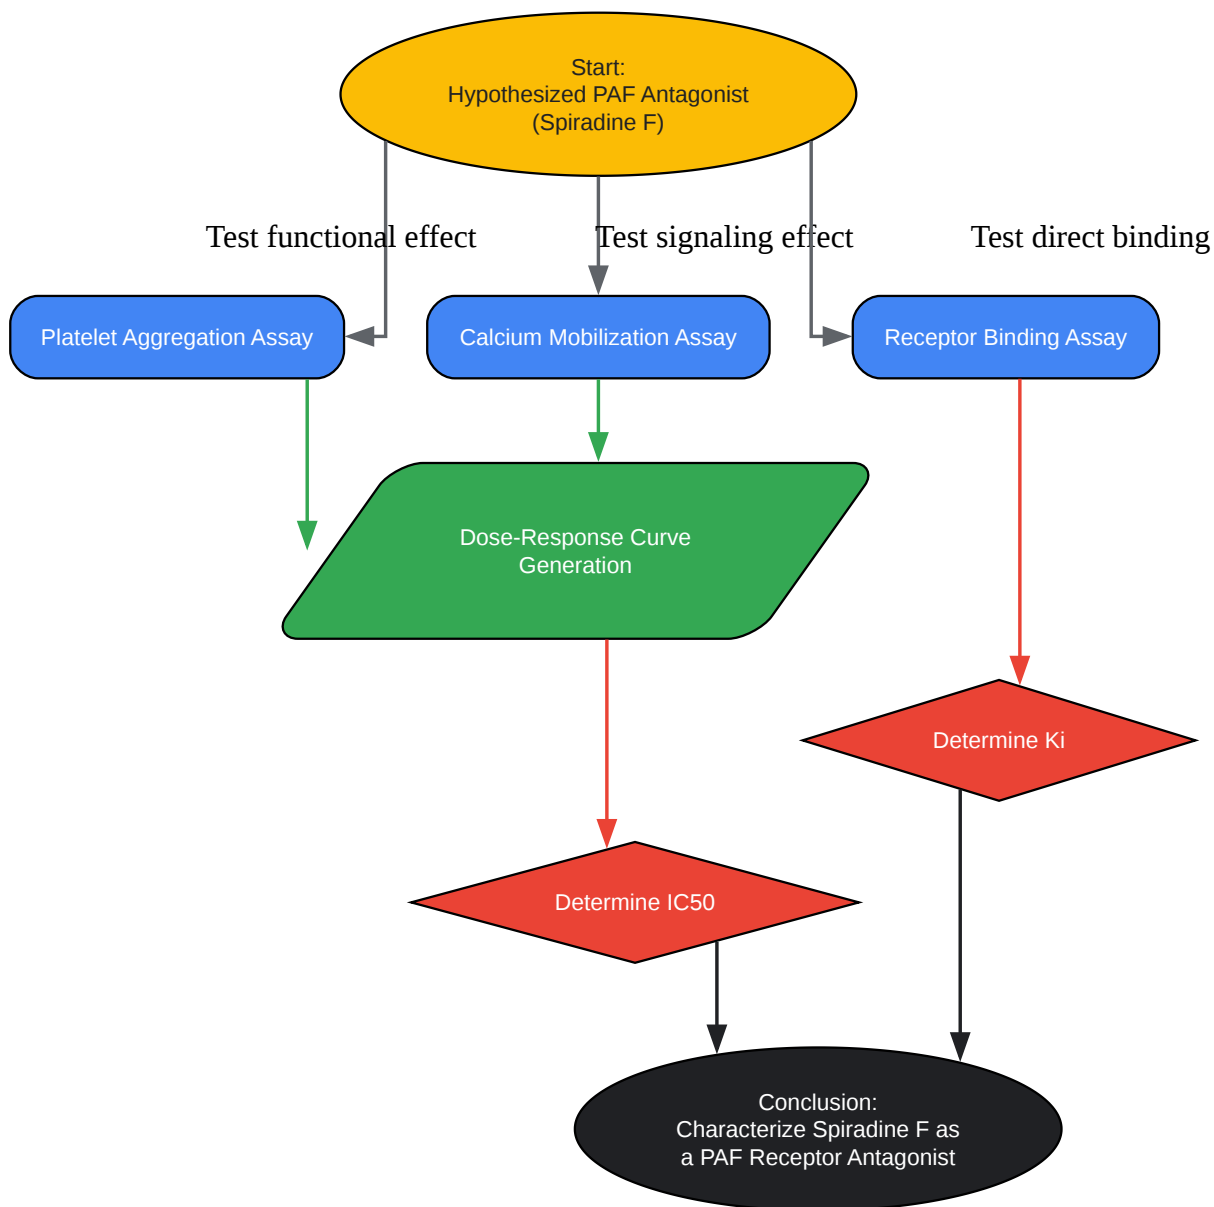 Start:
Hypothesized PAF Antagonist
(Spiradine F)
Test functional effect
Test signaling effect
Test direct binding
Platelet Aggregation Assay
Calcium Mobilization Assay
Receptor Binding Assay
Dose-Response Curve
Generation
Determine Ki
Determine IC50
Conclusion:
Characterize Spiradine F as
a PAF Receptor Antagonist